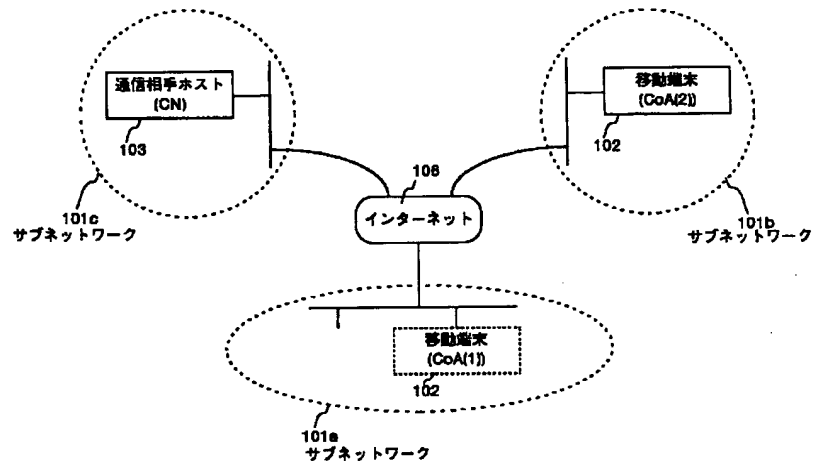 通信相手ホスト
(CN)
103
101c
サブネットワーク
移動端末
(CoA(2))
102
101b
サブネットワーク
106
インターネット
移動端末
(CoA(1))
102
101a
サブネットワーク